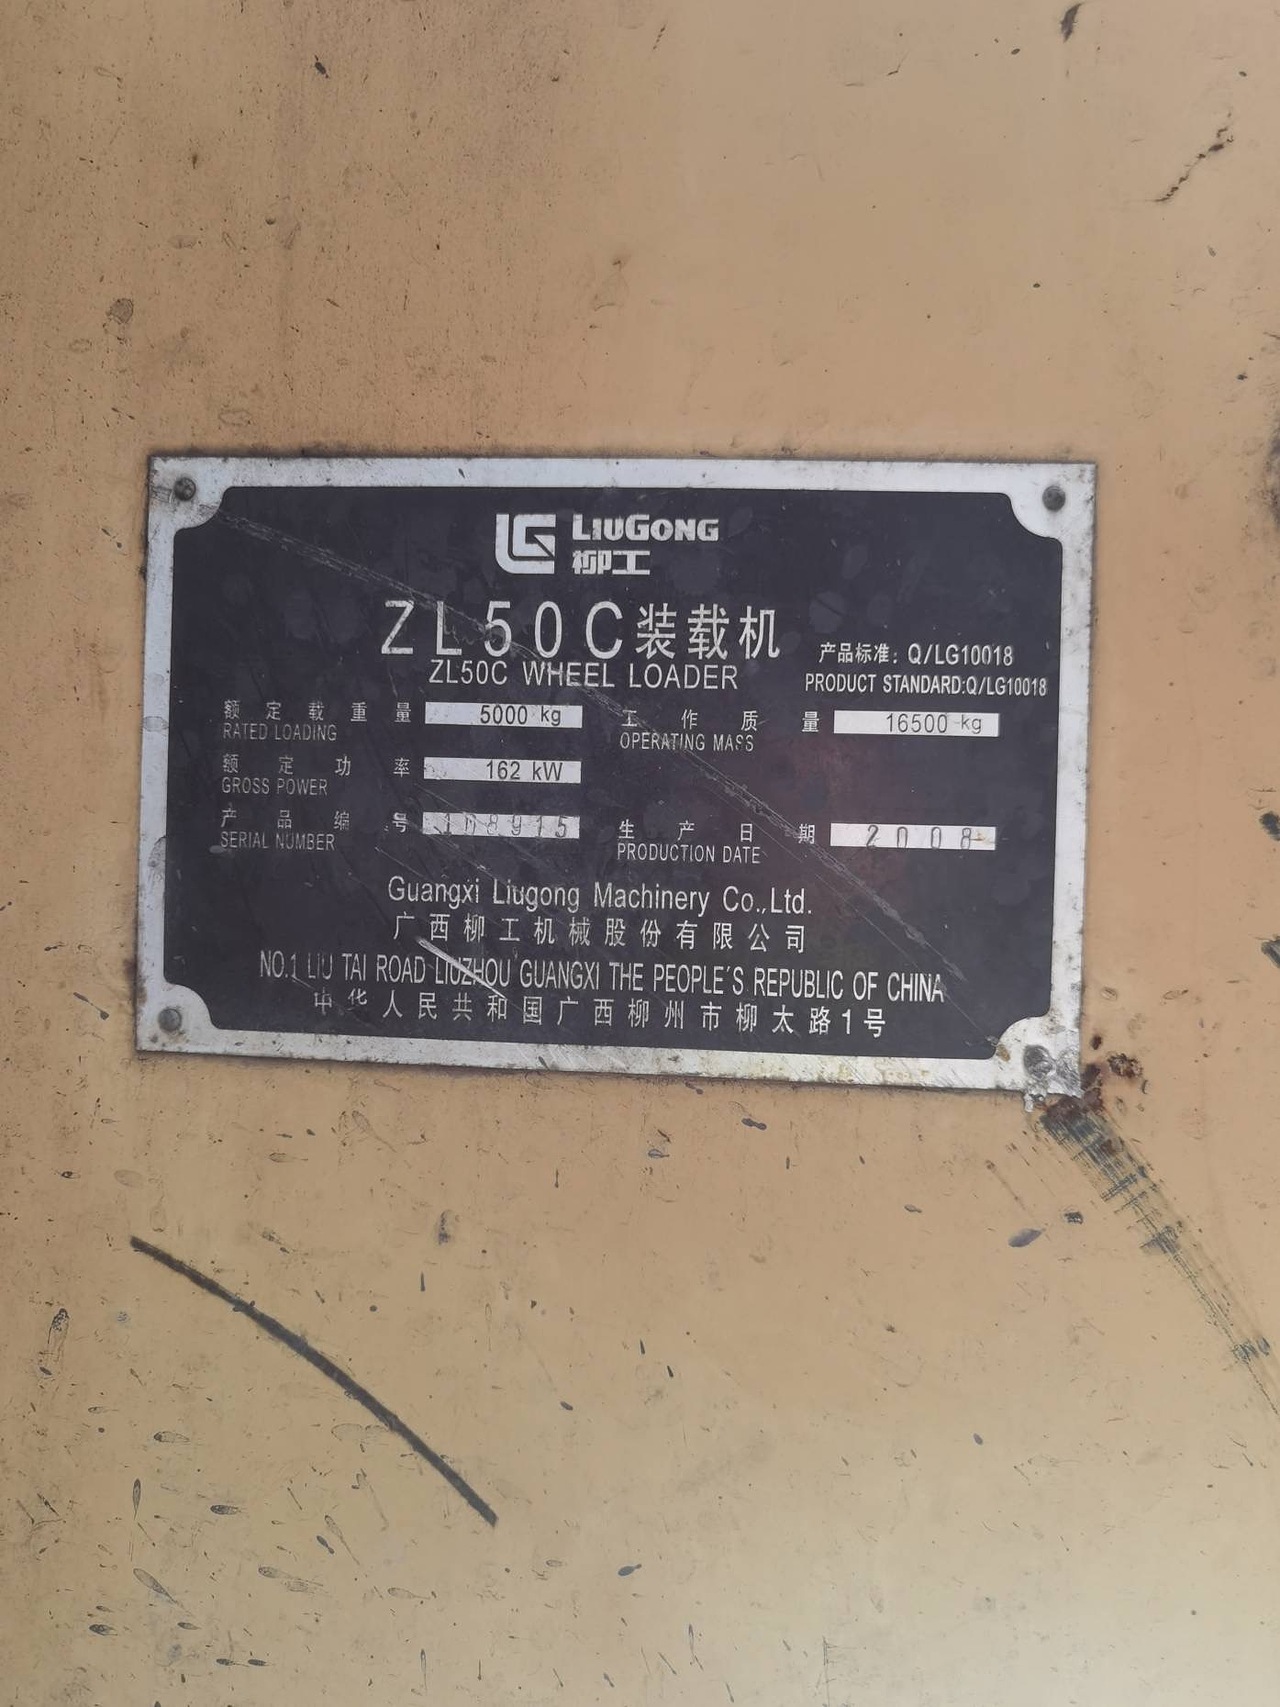 LG LIUGONG
柳工
ZL50C装载机
ZL50C WHEEL LOADER
产品标准：Q/LG10018
PRODUCT STANDARD:Q/LG10018
额定载重量 5000 kg
RATED LOADING
工作质量 16500 kg
OPERATING MASS
额定功率 162 kW
GROSS POWER
产品编号 108915
SERIAL NUMBER
生产日期 2008
PRODUCTION DATE
Guangxi Liugong Machinery Co.,Ltd.
广西柳工机械股份有限公司
NO.1 LIU TAI ROAD LIUZHOU GUANGXI THE PEOPLE'S REPUBLIC OF CHINA
中华人民共和国广西柳州市柳太路1号